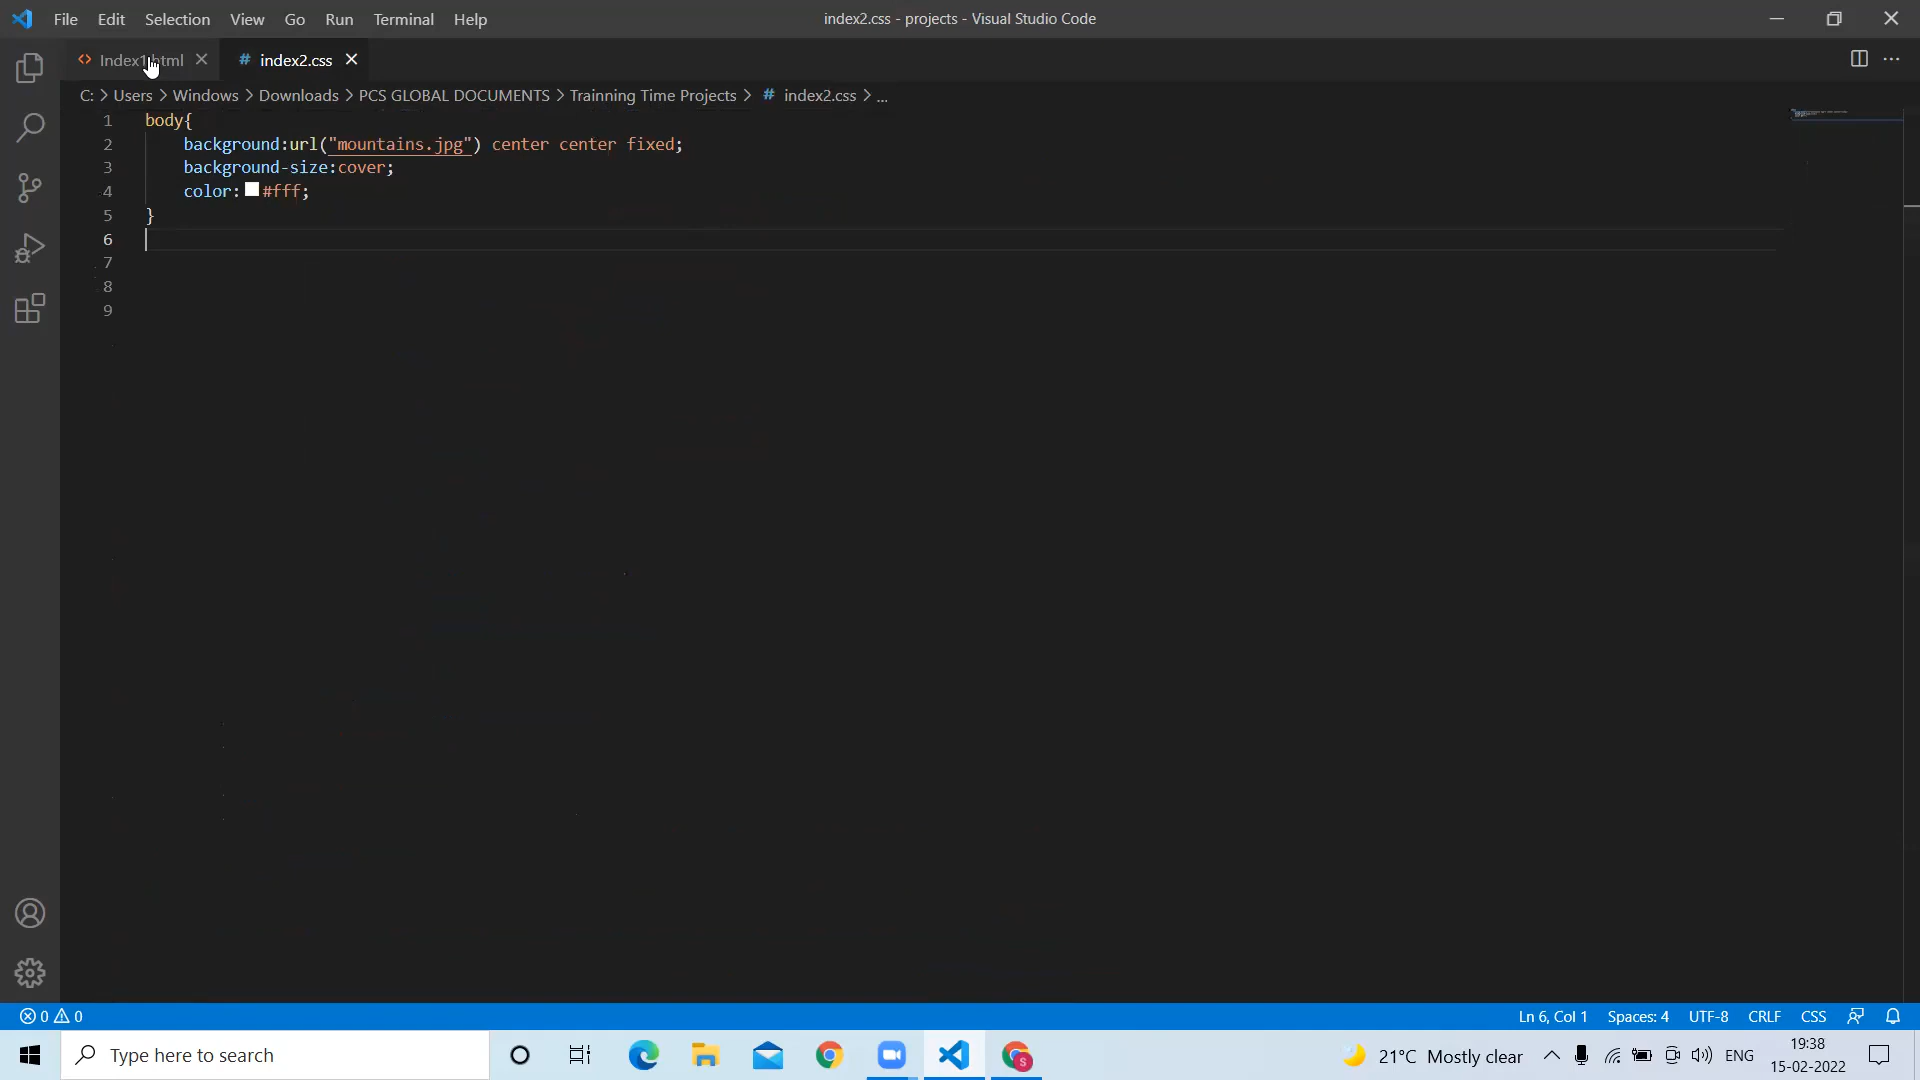 File Edit Selection View Go Run Terminal Help
index2.css - projects - Visual Studio Code
# index2.css
C: > Users > Windows > Downloads > PCS GLOBAL DOCUMENTS > Trainning Time Projects > # index2.css > ...
1 body{
2 background:url("mountains.jpg") center center fixed;
3 background-size:cover;
4 color: #fff;
5 }
6
7
8
9
0 0
Ln 6, Col 1 Spaces: 4 UTF-8 CRLF CSS
Type here to search
21°C Mostly clear
ENG
19:38
15-02-2022